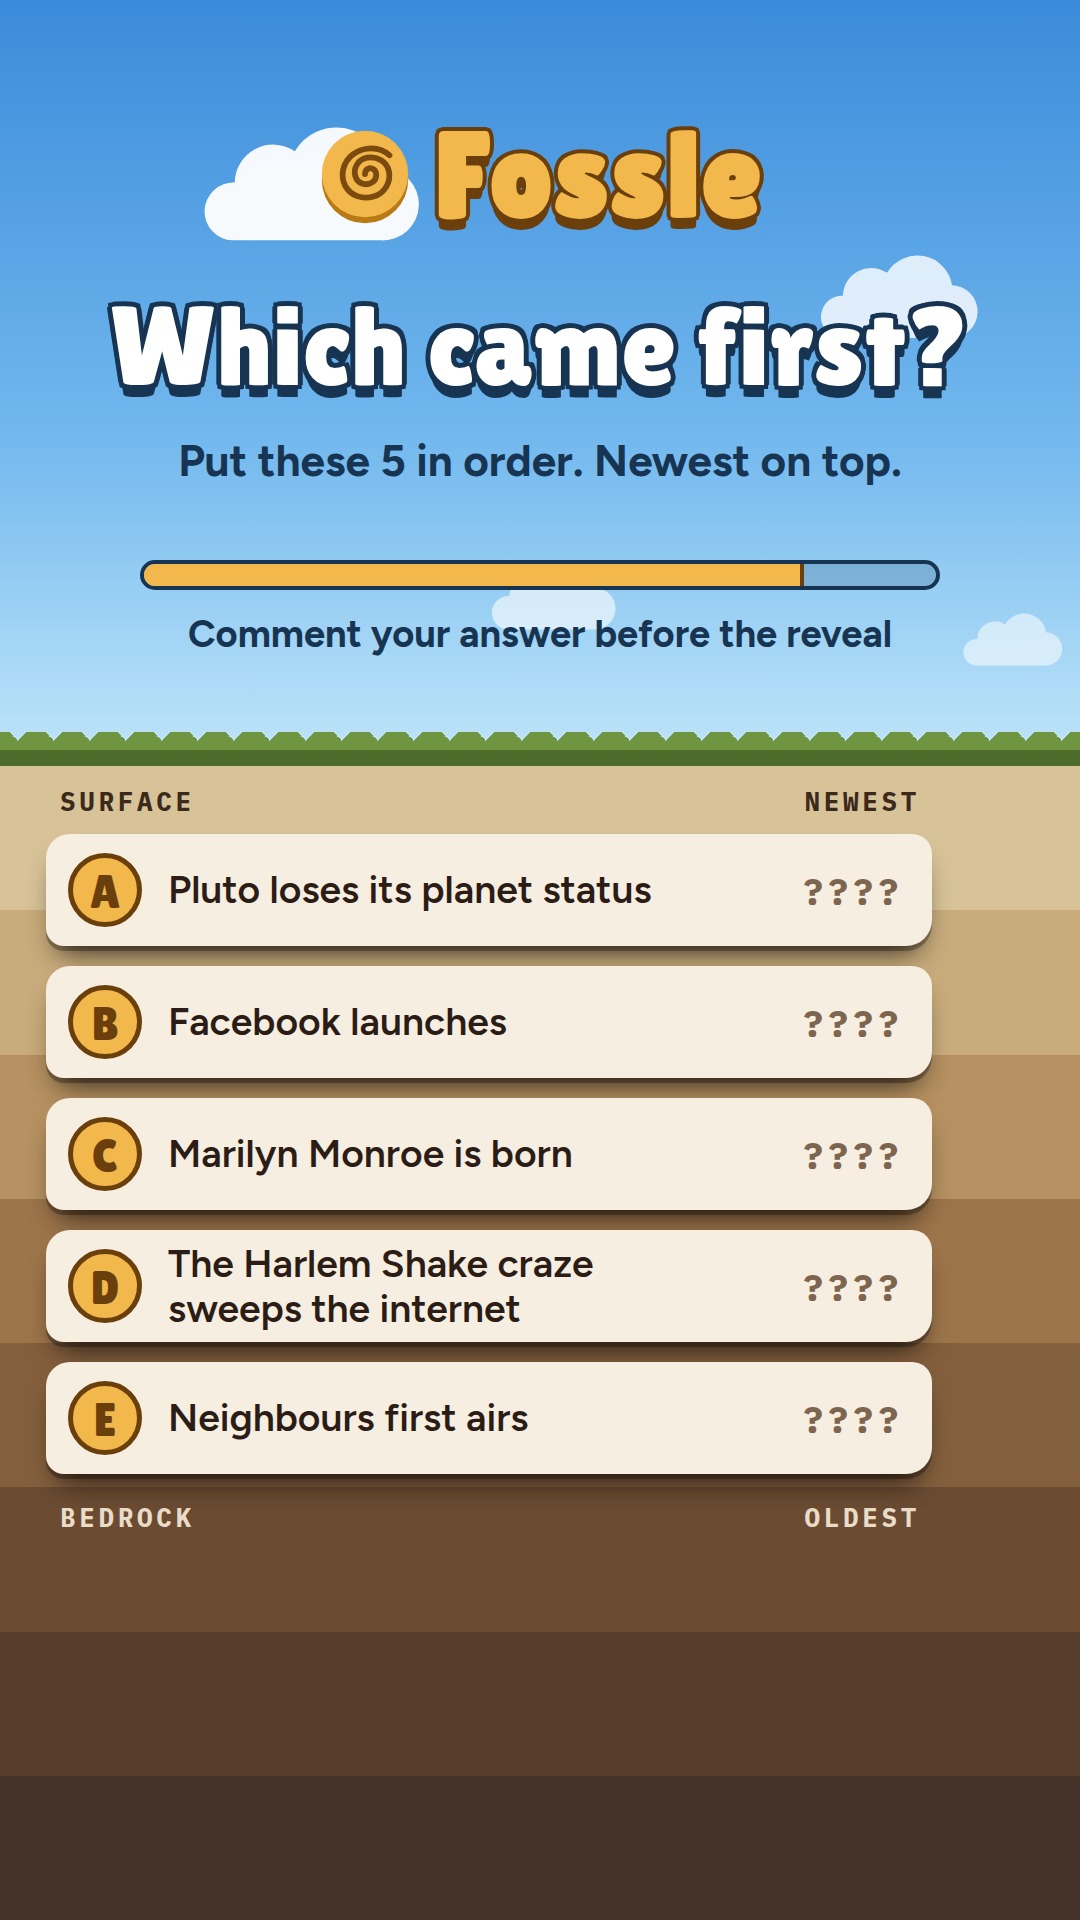 Fossle
Which came first?
Put these 5 in order. Newest on top.
Comment your answer before the reveal
SURFACE NEWEST
A Pluto loses its planet status ????
B Facebook launches ????
C Marilyn Monroe is born ????
D The Harlem Shake craze
sweeps the internet ????
E Neighbours first airs ????
BEDROCK OLDEST